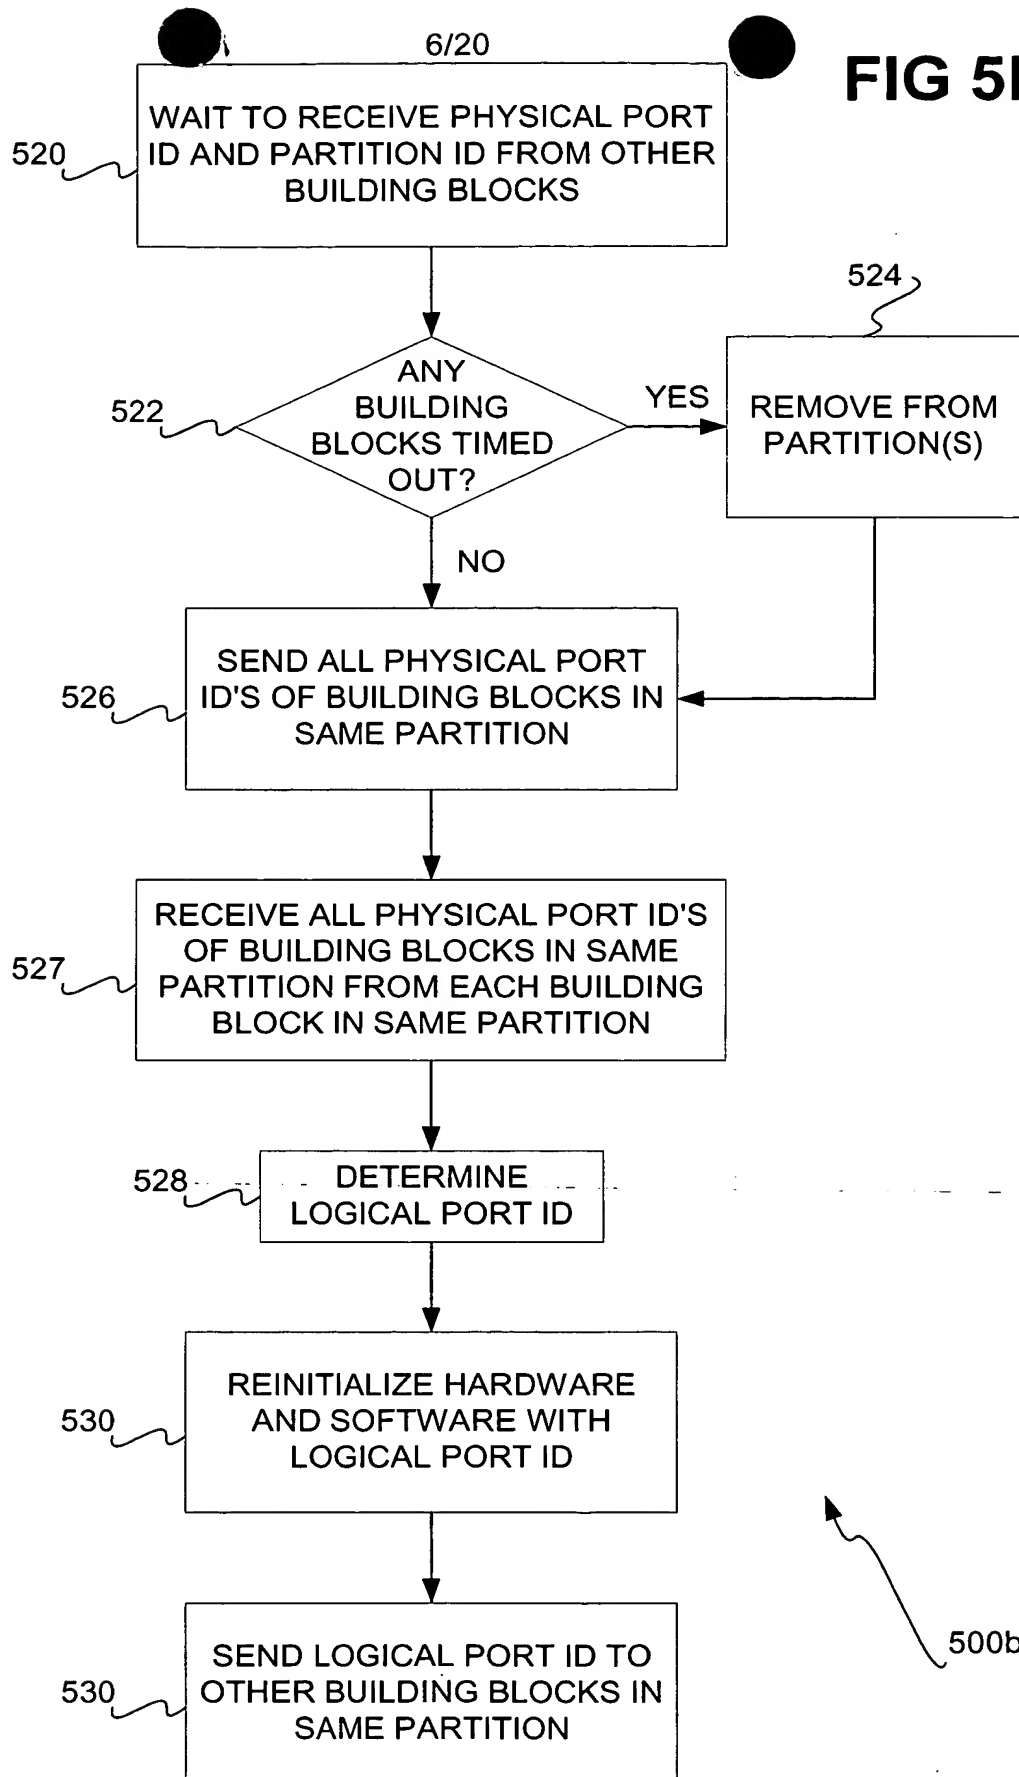 6/20
FIG 5
WAIT TO RECEIVE PHYSICAL PORT
ID AND PARTITION ID FROM OTHER
BUILDING BLOCKS
520
524
ANY
BUILDING
BLOCKS TIMED
OUT?
522
YES
REMOVE FROM
PARTITION(S)
NO
SEND ALL PHYSICAL PORT
ID'S OF BUILDING BLOCKS IN
SAME PARTITION
526
RECEIVE ALL PHYSICAL PORT ID'S
OF BUILDING BLOCKS IN SAME
PARTITION FROM EACH BUILDING
BLOCK IN SAME PARTITION
527
DETERMINE
LOGICAL PORT ID
528
REINITIALIZE HARDWARE
AND SOFTWARE WITH
LOGICAL PORT ID
530
500b
SEND LOGICAL PORT ID TO
OTHER BUILDING BLOCKS IN
SAME PARTITION
530